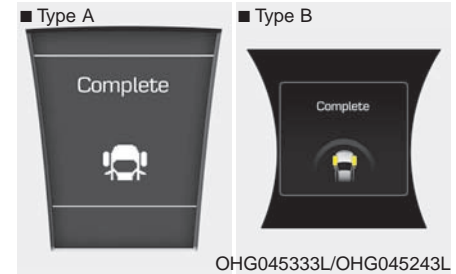 ■ Type A
■ Type B
Complete
Complete
OHG045333L/OHG045243L